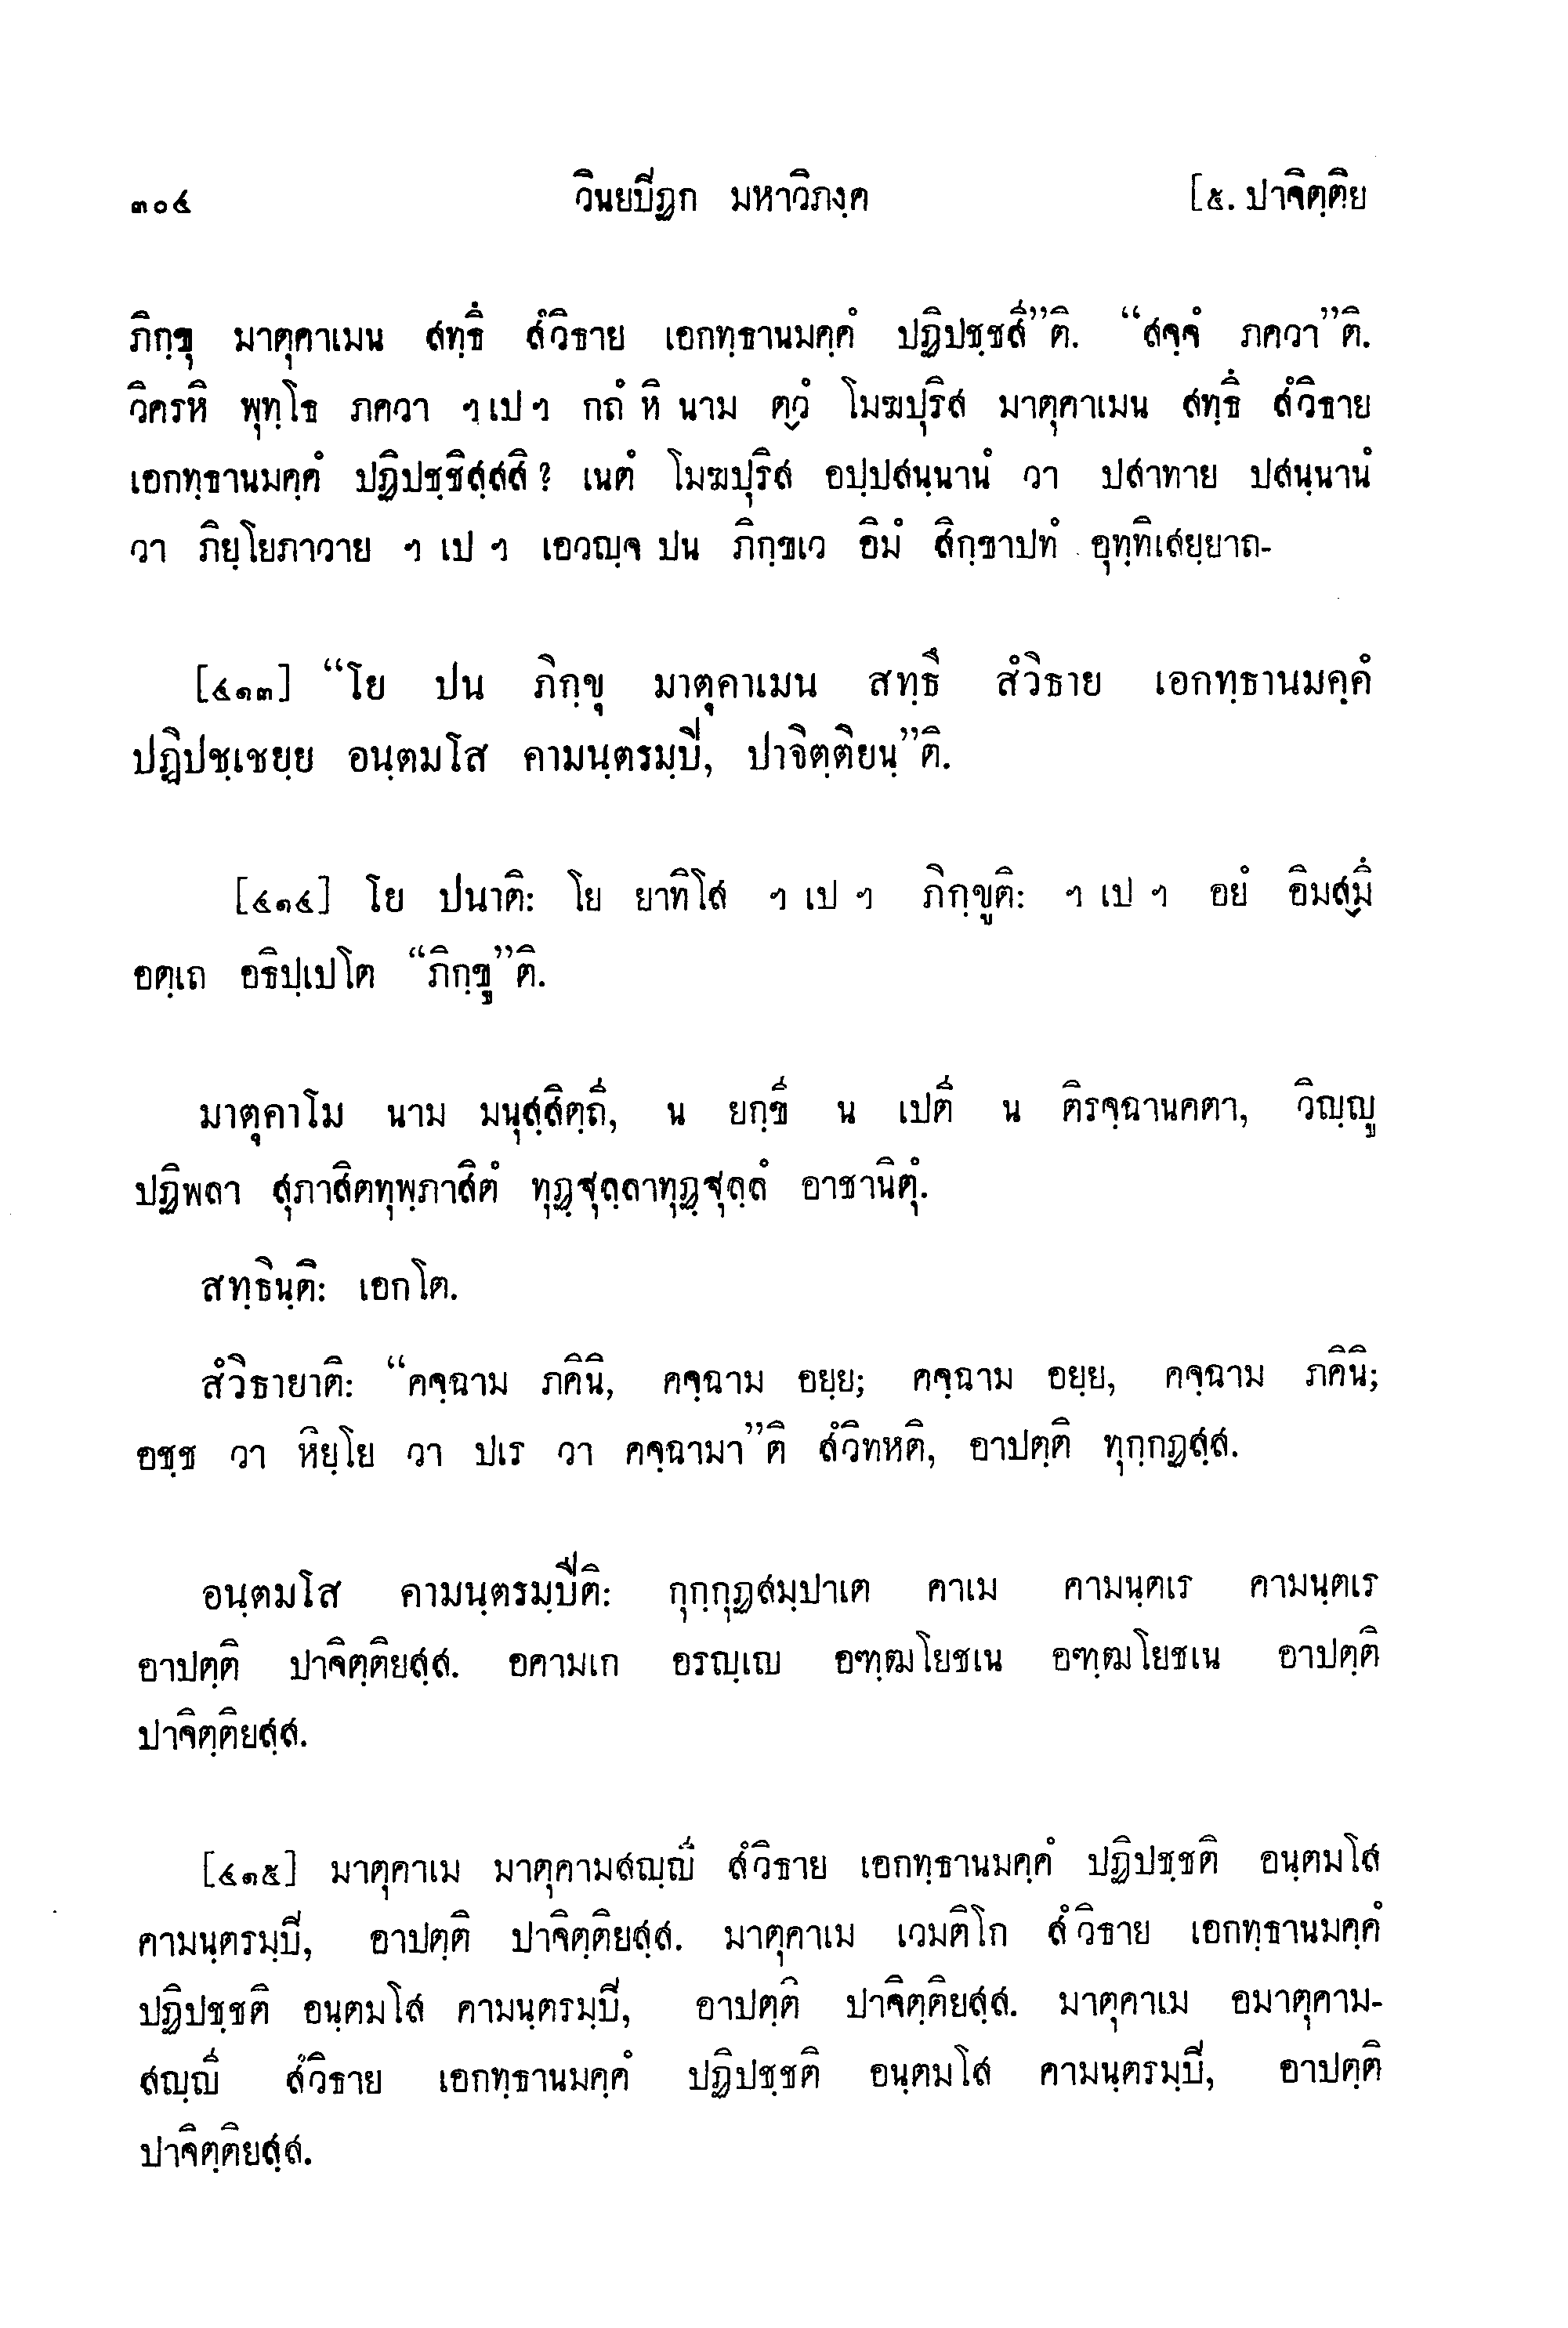 ๓๐๔ วินยปิฏก มหาวิภงฺค [๕. ปาจิตฺติย
ภิกฺขุ มาตุคาเมน สทฺธึ สํวิธาย เอกทฺธานมคฺคํ ปฏิปชฺชสี”ติ. “สจฺจํ ภควา”ติ.
วิครหิ พุทฺโธ ภควา ฯ เป ฯ กถํ หิ นาม ตฺวํ โมฆปุริส มาตุคาเมน สทฺธึ สํวิธาย
เอกทฺธานมคฺคํ ปฏิปชฺชิสฺสสิ? เนตํ โมฆปุริส อปฺปสนฺนานํ วา ปสาทาย ปสนฺนานํ
วา ภิยฺโยภาวาย ฯ เป ฯ เอวญฺจ ปน ภิกฺขเว อิมํ สิกฺขาปทํ อุทฺทิเสยฺยาถ-
[๔๑๓] “โย ปน ภิกฺขุ มาตุคาเมน สทฺธึ สํวิธาย เอกทฺธานมคฺคํ
ปฏิปชฺเชยฺย อนฺตมโส คามนฺตรมฺปี, ปาจิตฺติยนฺ”ติ.
[๔๑๔] โย ปนาติ: โย ยาทิโส ฯ เป ฯ ภิกฺขูติ: ฯ เป ฯ อยํ อิมสฺมึ
อตฺเถ อธิปฺเปโต “ภิกฺขู”ติ.
มาตุคาโม นาม มนุสฺสิตฺถี, น ยกฺขี น เปตี น ติรจฺฉานคตา, วิญฺญู
ปฏิพลา สุภาสิตทุพฺภาสิตํ ทุฏฺฐุลฺลาทุฏฺฐุลฺลํ อาชานิตุํ.
สทฺธินฺติ: เอกโต.
สํวิธายาติ: “คจฺฉาม ภคินิ, คจฺฉาม อยฺย; คจฺฉาม อยฺย, คจฺฉาม ภคินิ;
อชฺช วา หิยฺโย วา ปเร วา คจฺฉามา”ติ สํวิทหติ, อาปตฺติ ทุกฺกฏสฺส.
อนฺตมโส คามนฺตรมฺปีติ: กุกฺกุฏสมฺปาเต คาเม คามนฺตเร คามนฺตเร
อาปตฺติ ปาจิตฺติยสฺส. อคามเก อรญฺเญ อฑฺฒโยชเน อฑฺฒโยชเน อาปตฺติ
ปาจิตฺติยสฺส.
[๔๑๕] มาตุคาเม มาตุคามสญฺญี สํวิธาย เอกทฺธานมคฺคํ ปฏิปชฺชติ อนฺตมโส
คามนฺตรมฺปี, อาปตฺติ ปาจิตฺติยสฺส. มาตุคาเม เวมติโก สํวิธาย เอกทฺธานมคฺคํ
ปฏิปชฺชติ อนฺตมโส คามนฺตรมฺปี, อาปตฺติ ปาจิตฺติยสฺส. มาตุคาเม อมาตุคาม-
สญฺญี สํวิธาย เอกทฺธานมคฺคํ ปฏิปชฺชติ อนฺตมโส คามนฺตรมฺปี, อาปตฺติ
ปาจิตฺติยสฺส.